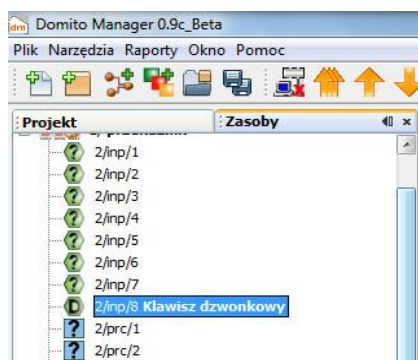 Domito Manager 0.9c_Beta
Plik Narzędzia Raporty Okno Pomoc
Projekt Zasoby
2/inp/1
2/inp/2
2/inp/3
2/inp/4
2/inp/5
2/inp/6
2/inp/7
2/inp/8 Klawisz dzwonkowy
2/prc/1
2/prc/2